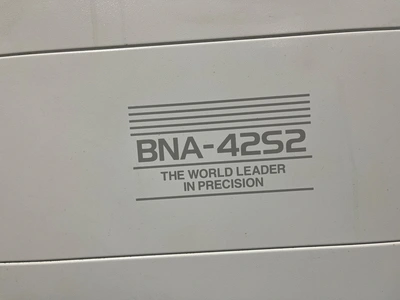 BNA-42S2
THE WORLD LEADER
IN PRECISION